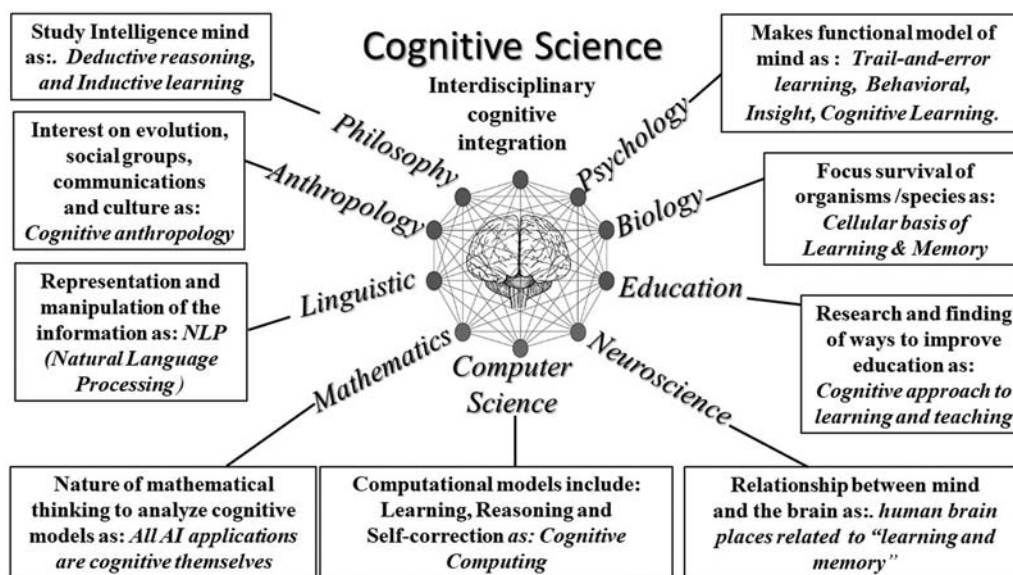 Cognitive Science
Interdisciplinary
cognitive
integration
Study Intelligence mind
as:. Deductive reasoning,
and Inductive learning
Philosophy
Interest on evolution,
social groups,
communications
and culture as:
Cognitive anthropology
Anthropology
Representation and
manipulation of the
information as: NLP
(Natural Language
Processing)
Linguistic
Nature of mathematical
thinking to analyze cognitive
models as: All AI applications
are cognitive themselves
Mathematics
Computer
Science
Computational models include:
Learning, Reasoning and
Self-correction as: Cognitive
Computing
Neuroscience
Relationship between mind
and the brain as:. human brain
places related to "learning and
memory"
Education
Research and finding
of ways to improve
education as:
Cognitive approach to
learning and teaching
Biology
Focus survival of
organisms /species as:
Cellular basis of
Learning & Memory
Psychology
Makes functional model of
mind as : Trail-and-error
learning, Behavioral,
Insight, Cognitive Learning.